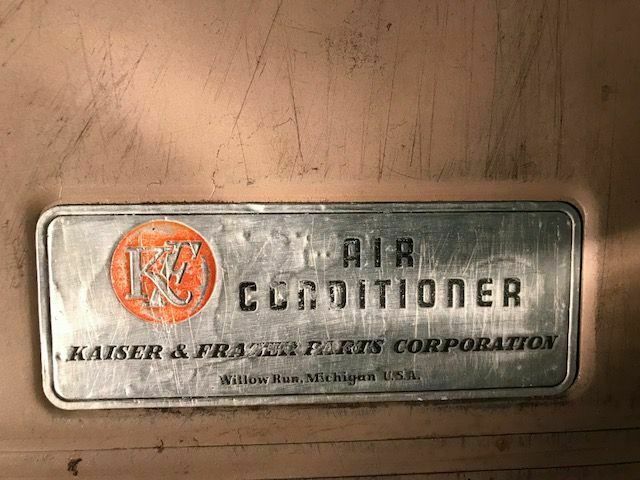 KF
AIR
CONDITIONER
KAISER & FRAZER PARTS CORPORATION
Willow Run, Michigan U.S.A.